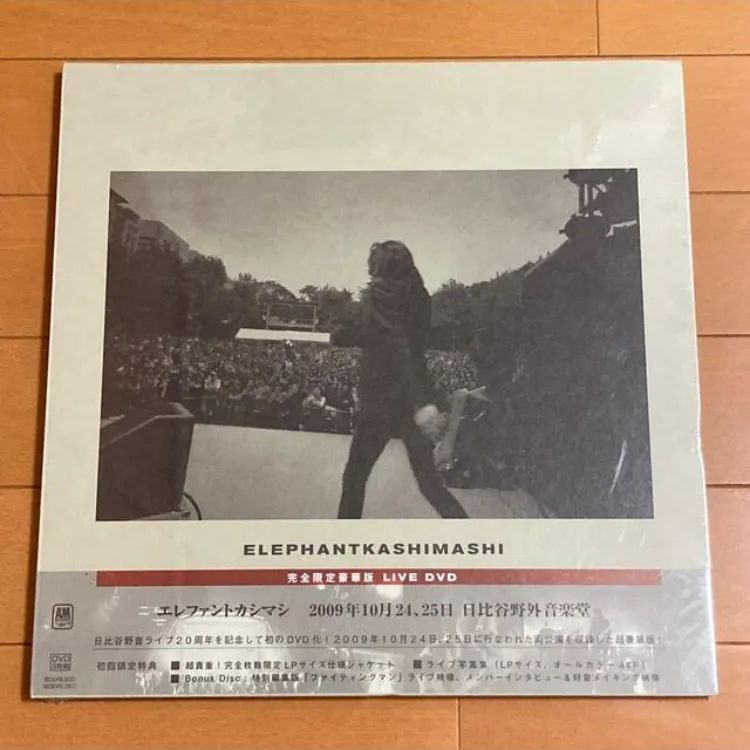 ELEPHANTKASHIMASHI
完全限定豪華版 LIVE DVD
エレファントカシマシ 2009年10月24、25日 日比谷野外音楽堂
日比谷野音ライブ20周年を記念して初のDVD化！2009年10月24日、25日に行なわれた両公演を収録した超豪華版！
初回限定特典 ■超貴重！完全枚数限定LPサイズ仕様ジャケット ■ライブ写真集（LPサイズ、オールカラー
■Bonus Disc：特別編集版「ファイティングマン」ライブ映像、メンバーインタビュー＆野音メイキング映像
AM
DVD